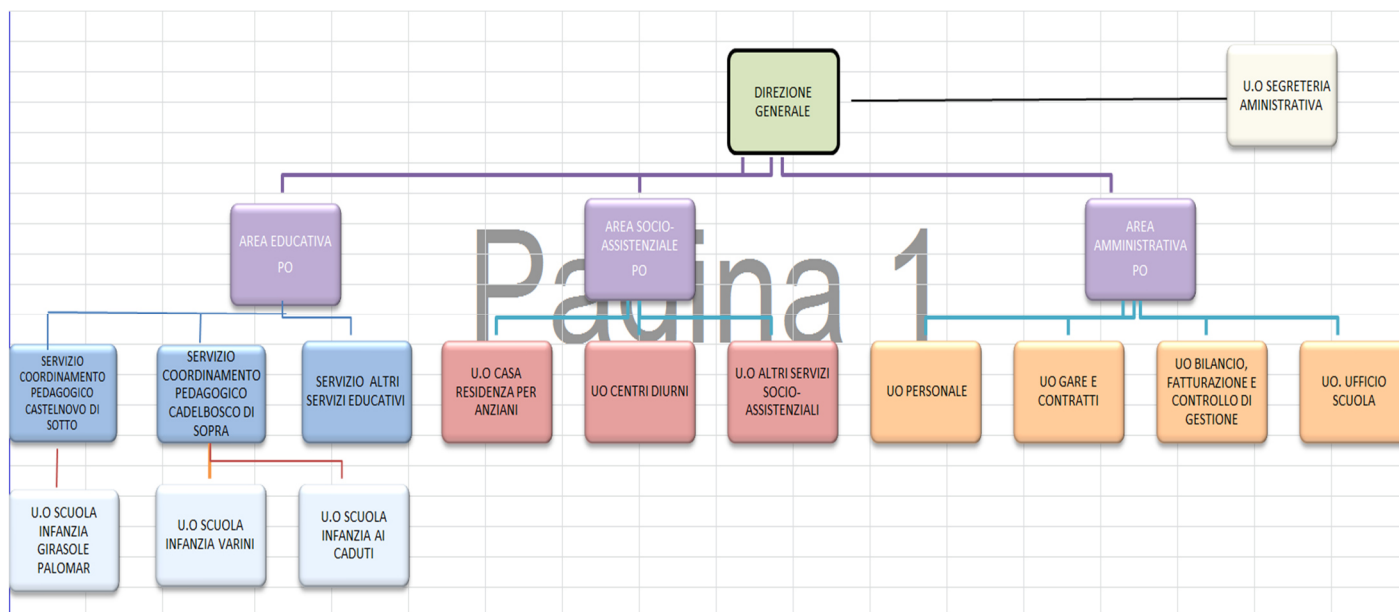 DIREZIONE
GENERALE
U.O SEGRETERIA
AMINISTRATIVA
AREA EDUCATIVA
PO
AREA SOCIO-
ASSISTENZIALE
PO
AREA
AMMINISTRATIVA
PO
Pagina 1
SERVIZIO
COORDINAMENTO
PEDAGOGICO
CASTELNOVO DI
SOTTO
SERVIZIO
COORDINAMENTO
PEDAGOGICO
CADELBOSCO DI
SOPRA
SERVIZIO ALTRI
SERVIZI EDUCATIVI
U.O CASA
RESIDENZA PER
ANZIANI
UO CENTRI DIURNI
U.O ALTRI SERVIZI
SOCIO-
ASSISTENZIALI
UO PERSONALE
UO GARE E
CONTRATTI
UO BILANCIO,
FATTURAZIONE E
CONTROLLO DI
GESTIONE
UO. UFFICIO
SCUOLA
U.O SCUOLA
INFANZIA
GIRASOLE
PALOMAR
U.O SCUOLA
INFANZIA VARINI
U.O SCUOLA
INFANZIA AI
CADUTI